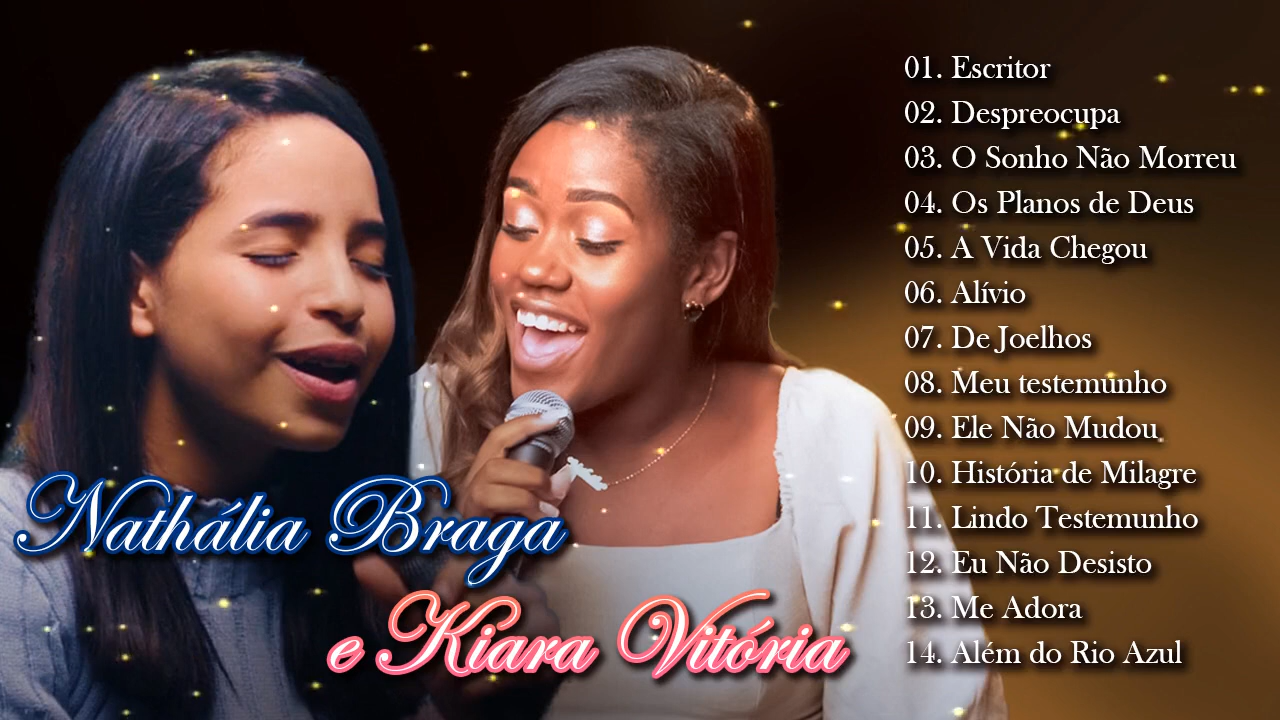 01. Escritor
02. Despreocupa
03. O Sonho Não Morreu
04. Os Planos de Deus
05. A Vida Chegou
06. Alívio
07. De Joelhos
08. Meu testemunho
09. Ele Não Mudou
10. História de Milagre
11. Lindo Testemunho
12. Eu Não Desisto
13. Me Adora
14. Além do Rio Azul
Nathália Braga
e Kiara Vitória